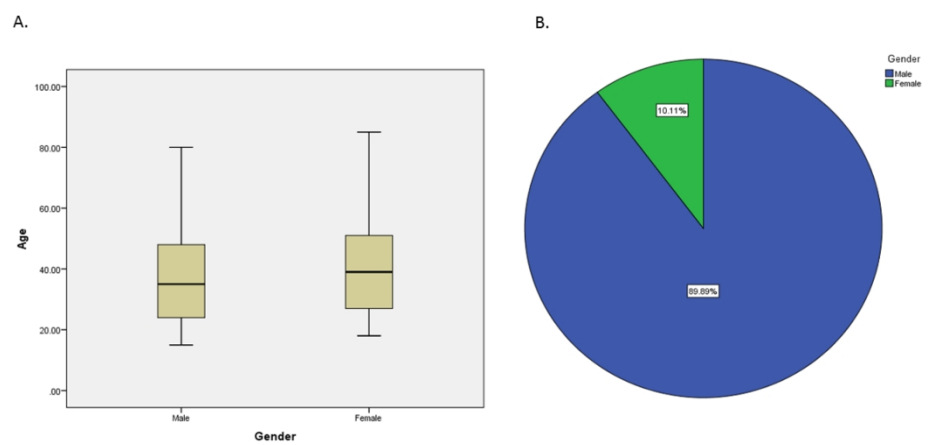 A.
100.00
80.00
60.00
40.00
20.00
.00
Age
Male
Female
Gender
B.
Gender
Male
Female
10.11%
89.89%